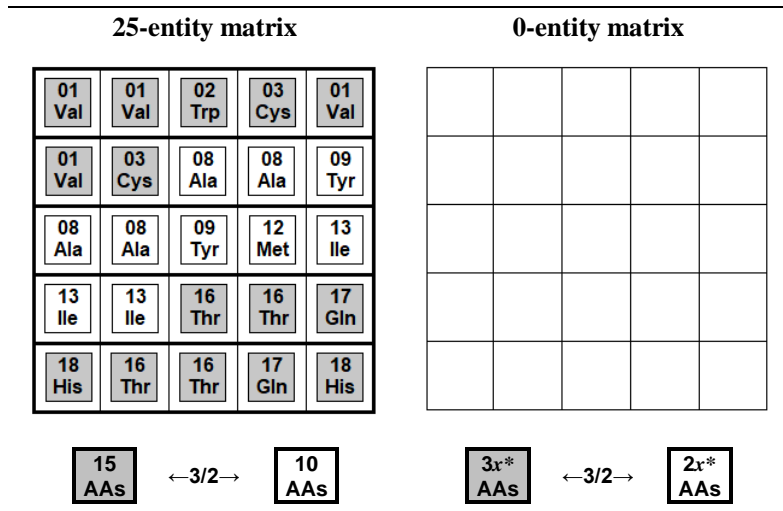 25-entity matrix 0-entity matrix
01 01 02 03 01
Val Val Trp Cys Val
01 03 08 08 09
Val Cys Ala Ala Tyr
08 08 09 12 13
Ala Ala Tyr Met Ile
13 13 16 16 17
Ile Ile Thr Thr Gln
18 16 16 17 18
His Thr Thr Gln His
15 ←3/2→ 10 3x* ←3/2→ 2x*
AAs AAs AAs AAs